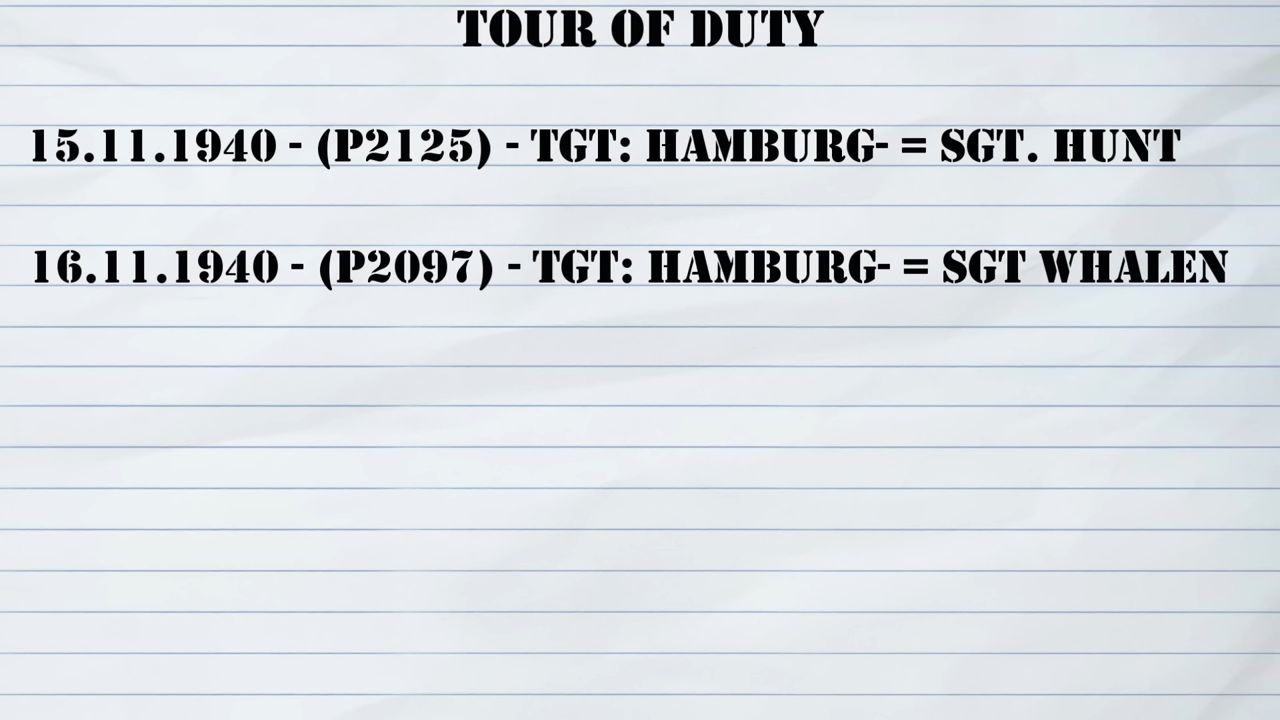 TOUR OF DUTY
15.11.1940 - (P2125) - TGT: HAMBURG- = SGT. HUNT
16.11.1940 - (P2097) - TGT: HAMBURG- = SGT WHALEN